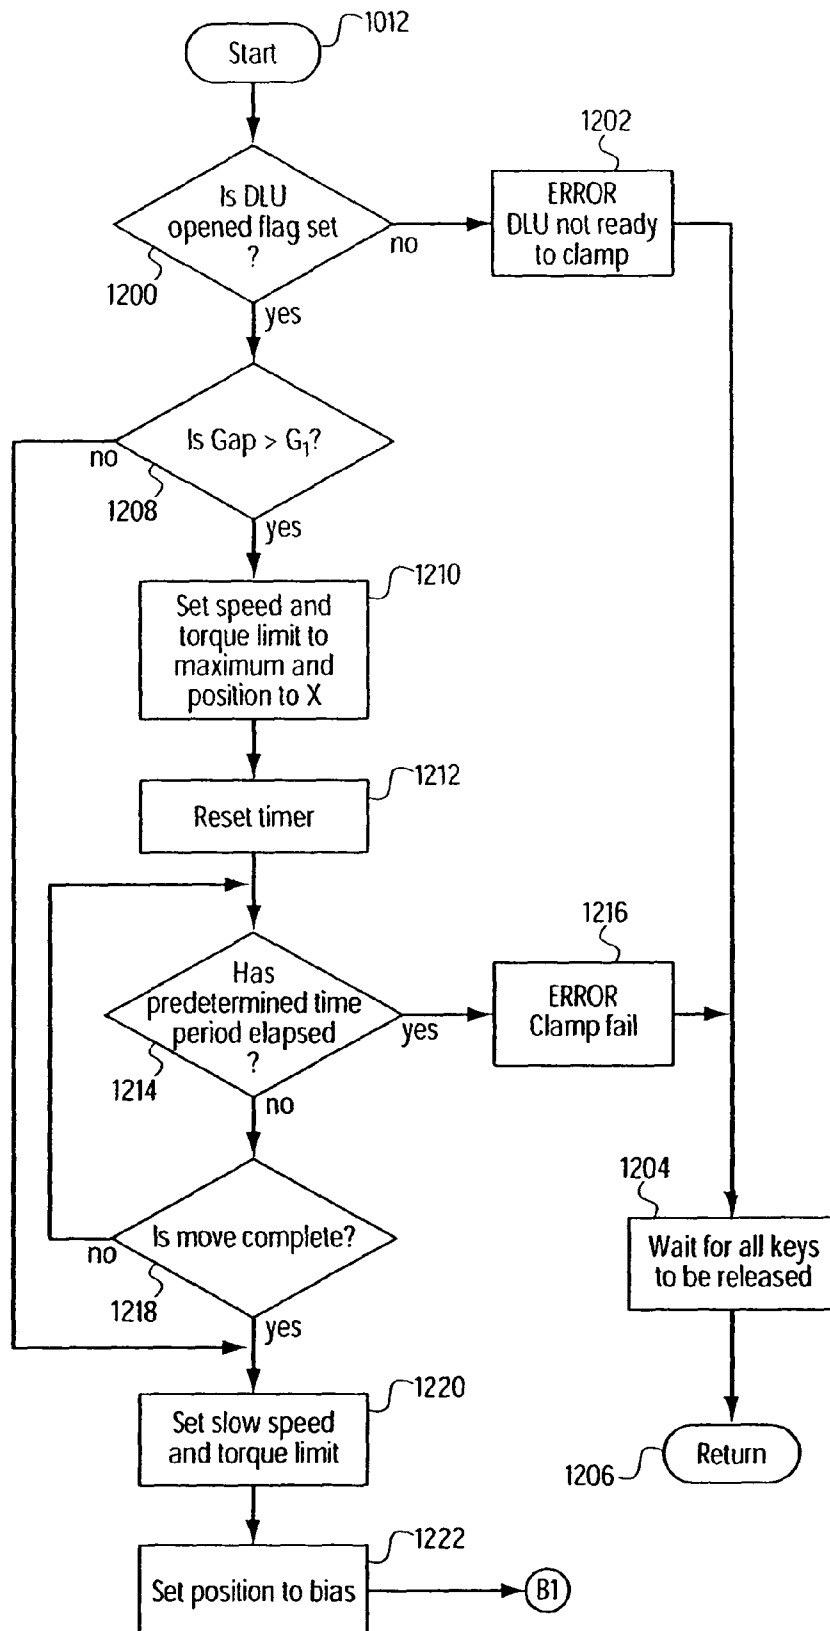 1012
Start
1202
Is DLU
opened flag set
?
no
ERROR
DLU not ready
to clamp
1200
yes
Is Gap > G₁?
no
1208
yes
1210
Set speed and
torque limit to
maximum and
position to X
1212
Reset timer
1216
Has
predetermined time
period elapsed
?
yes
ERROR
Clamp fail
1214
no
1204
Is move complete?
no
Wait for all keys
to be released
1218
yes
1220
Set slow speed
and torque limit
Return
1206
1222
Set position to bias
B1